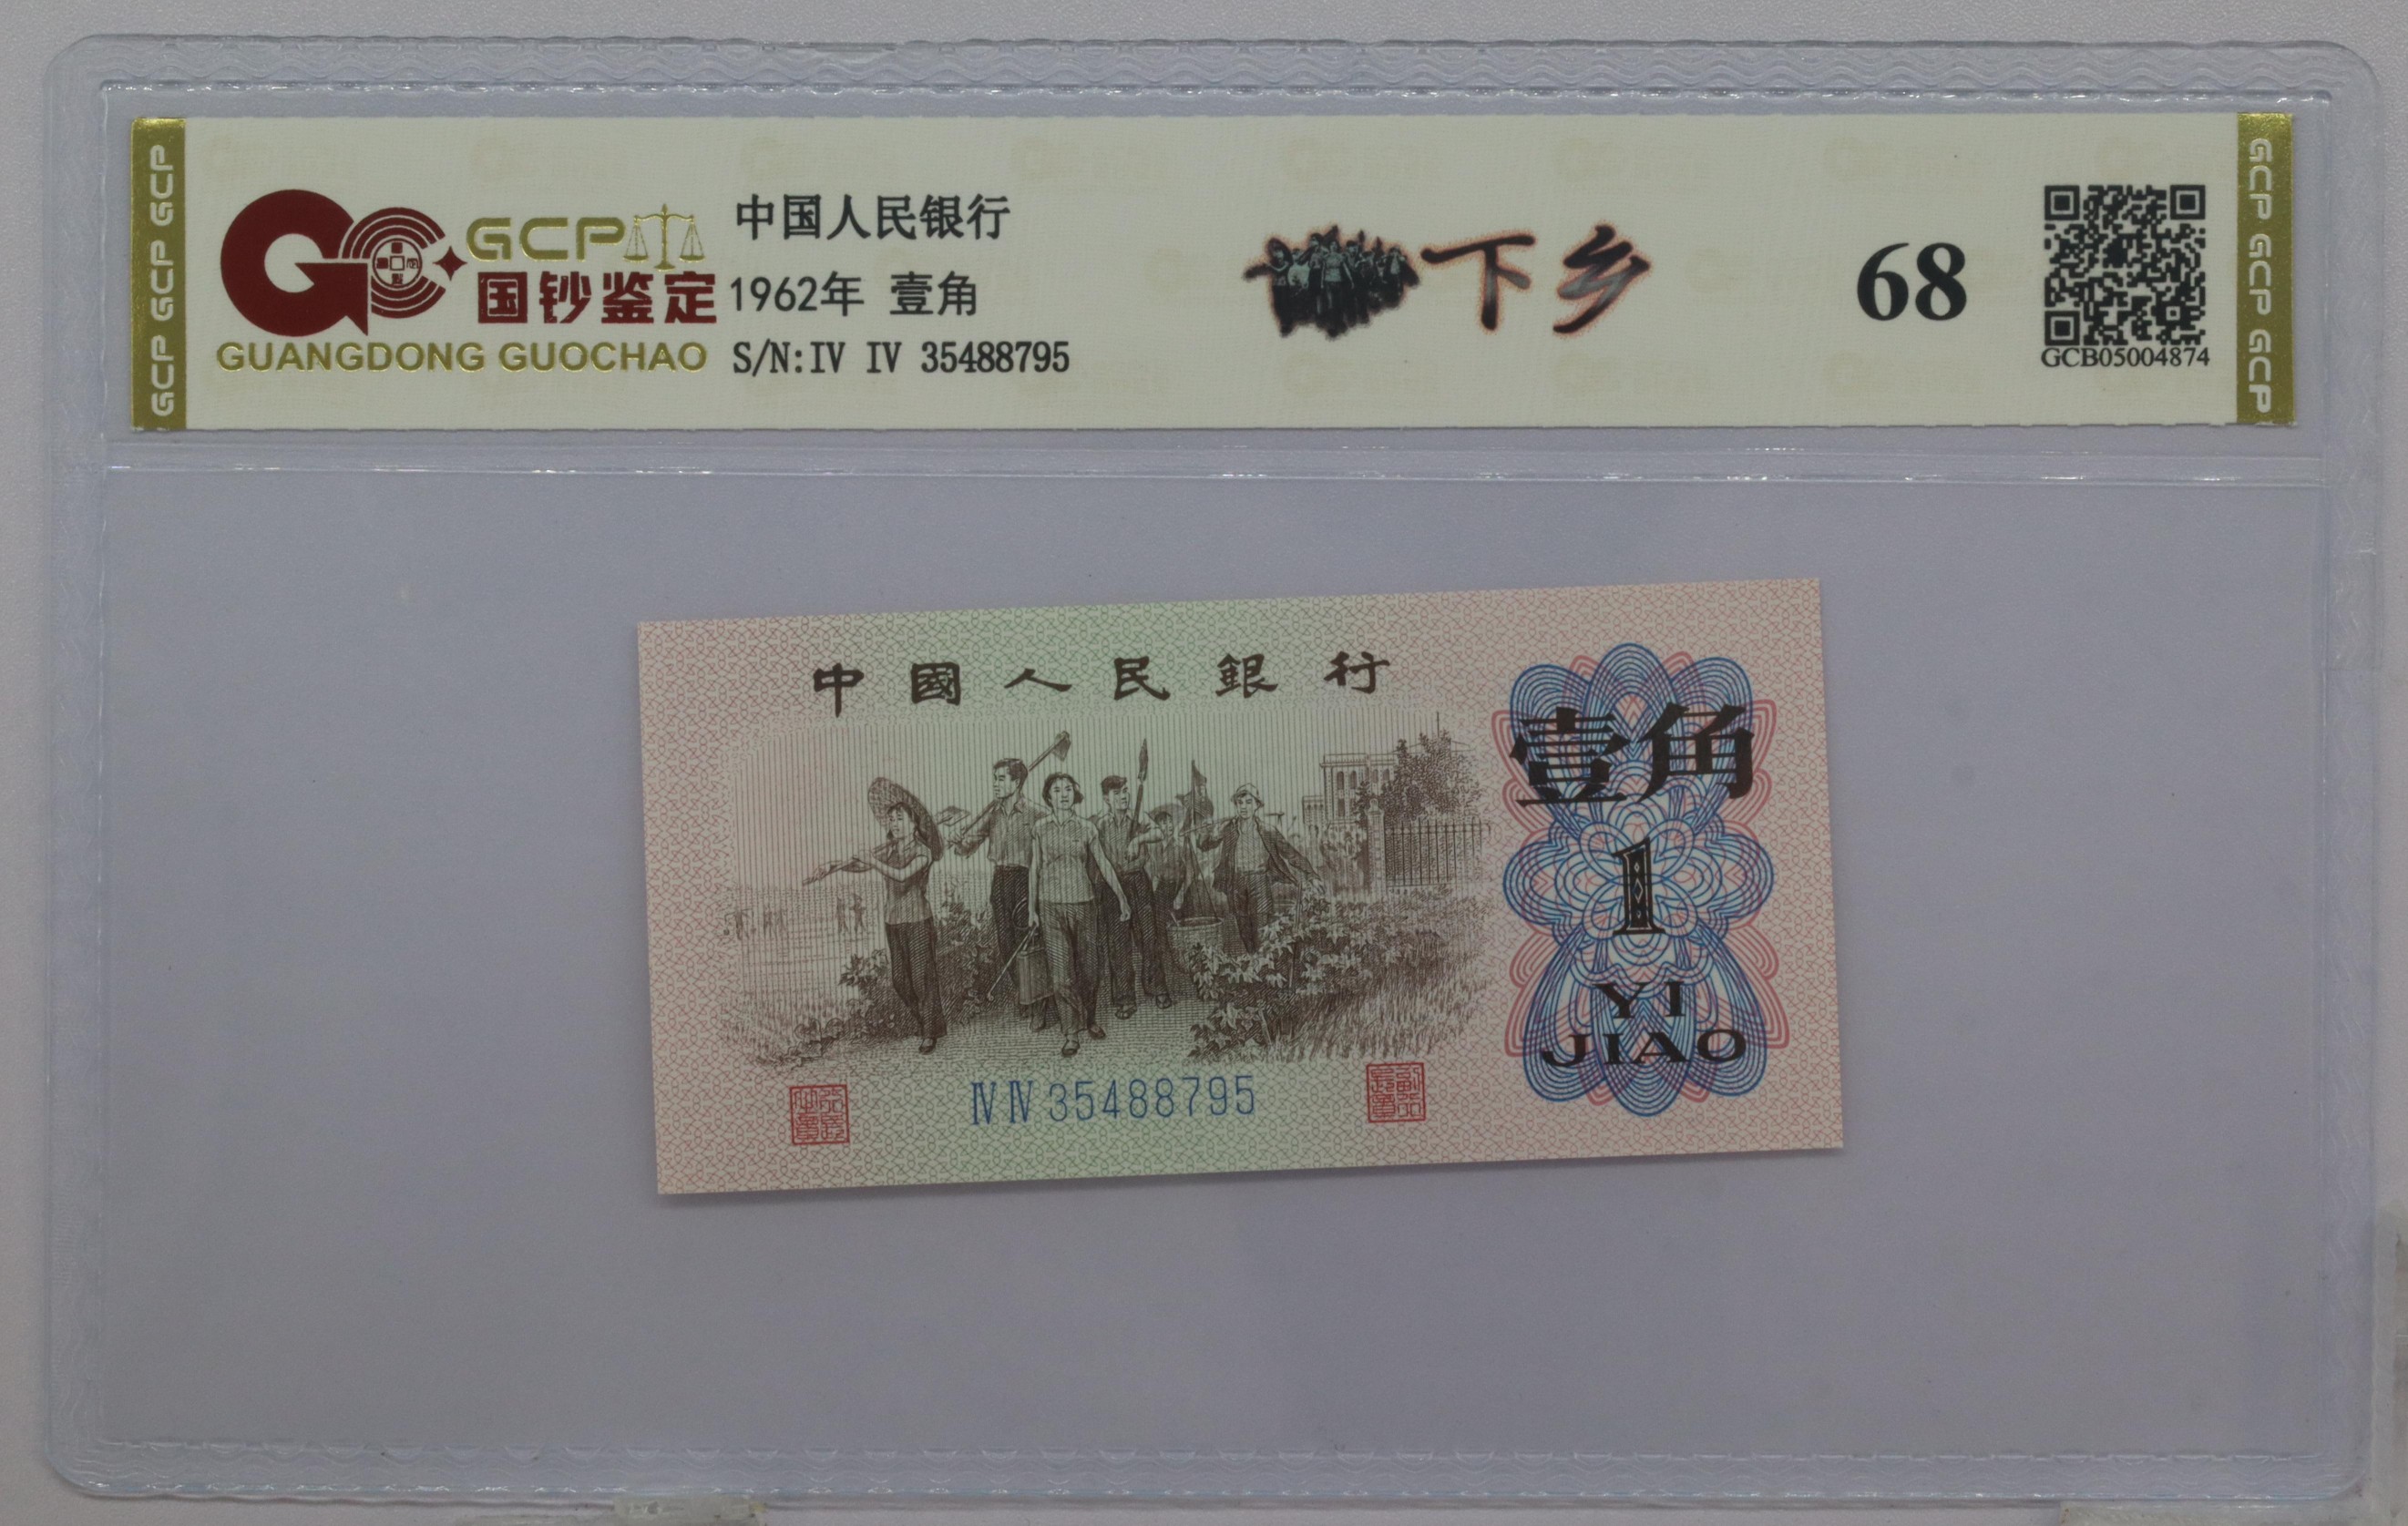 GCP GCP GCP
GCP
国钞鉴定
GUANGDONG GUOCHAO
中国人民银行
1962年 壹角
S/N:IV IV 35488795
下乡
68
GCB05004874
GCP GCP GCP
中國人民銀行
壹角
1
YI
JIAO
IV IV 35488795